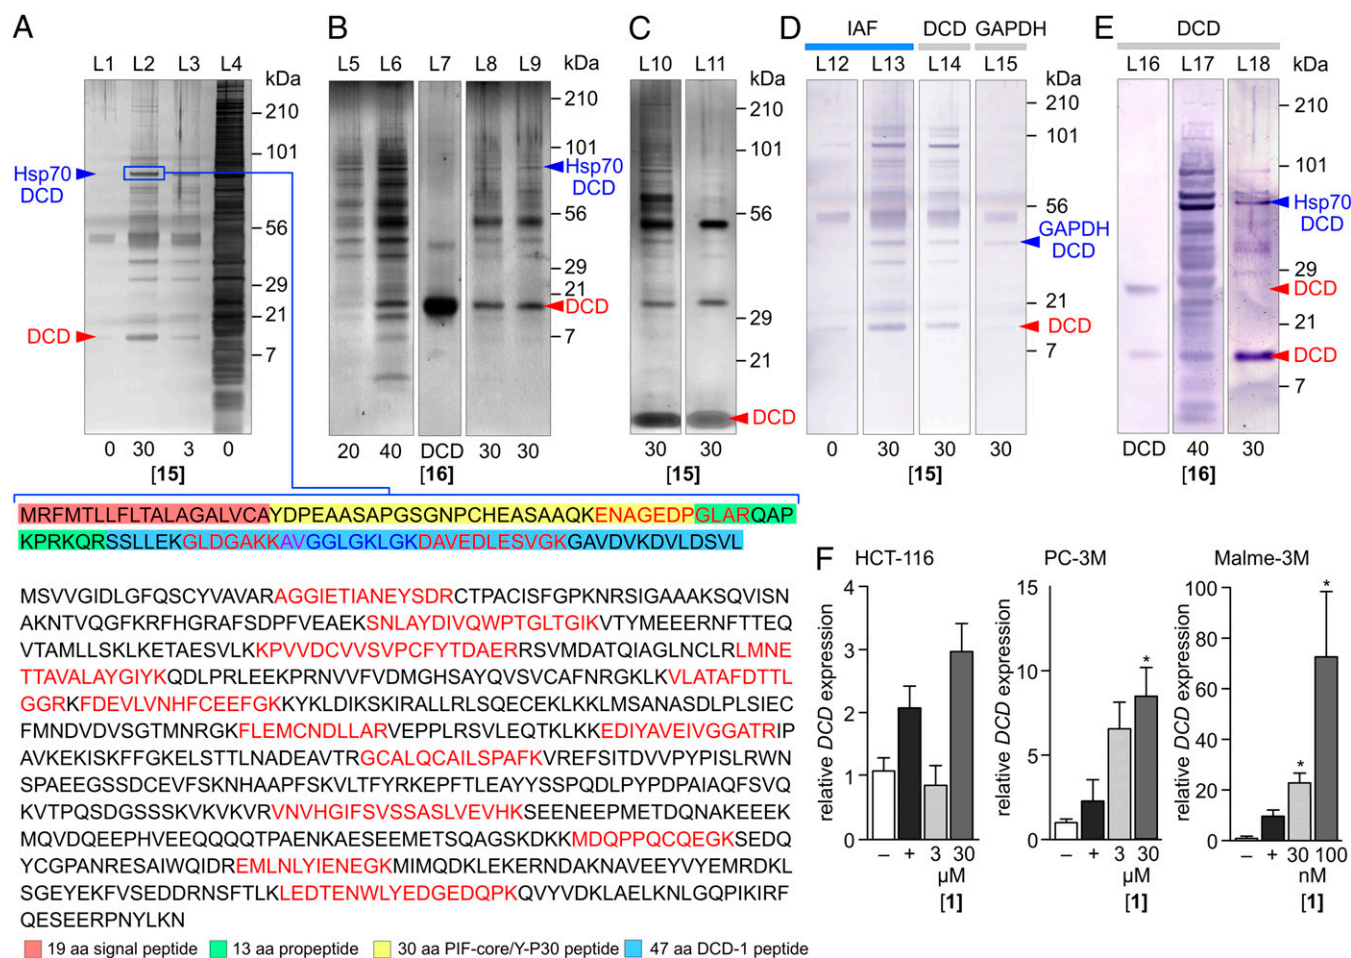 A
L1 L2 L3 L4
kDa
210
101
56
29
21
7
Hsp70
DCD
DCD
0 30 3 0
[15]
B
L5 L6 L7 L8 L9
kDa
210
101
56
29
21
7
Hsp70
DCD
DCD
20 40 DCD 30 30
[16]
C
L10 L11
kDa
210
101
56
29
21
DCD
30 30
[15]
D
IAF DCD GAPDH
L12 L13 L14 L15
kDa
210
101
56
GAPDH
DCD
21
DCD
7
0 30 30 30
[15]
E
DCD
L16 L17 L18
kDa
210
101
56
Hsp70
DCD
29
DCD
21
DCD
7
DCD 40 30
[16]
MRFMTLLFLTALAGALVCAYDPEAASAPGSGNPCHEASAAQKENAGEDPGLARQAP
KPRKQRSSLLEKGLDGAKKAVGGLGKLGKDAVEDLESVGKGAVDVKDVLDSVL
MSVVGIDLGFQSCYVAVARAGGIETIANEYSDRCTPACISFGPKNRSIGAAAKSQVISN
AKNTVQGFKRFHGRAFSDPFVEAEKSNLAYDIVQWPTGLTGIKVTYMEEERNFTTEQ
VTAMLLSKLKETAESVLKKPVVDCVVSVPCFYTDAERRSVMDATQIAGLNCLRLMNE
TTAVALAYGIYKQDLPRLEEKPRNVVFVDMGHSAYQVSVCAFNRGKLKVLATAFDTTL
GGRKFDEVLVNHFCEEFGKKYKLDIKSKIRALLRLSQECEKLKKLMSANASDLPLSIEC
FMNDVDVSGTMNRGKFLEMCNDLLARVEPPLRSVLEQTKLKKEDIYAVEIVGGATRIP
AVKEKISKFFGKELSTTLNADEAVTRGCALQCAILSPAFKVREFSITDVVPYPISLRWN
SPAEEGSSDCEVFSKNHAAPFSKVLTFYRKEPFTLEAYYSSPQDLPYPDPAIAQFSVQ
KVTPQSDGSSSKVKVKVRVNVHGIFSVSSASLVEVHKSEENEEPMETDQNAKEEEK
MQVDQEEPHVEEQQQQTPAENKAESEEMETSQAGSKDKKMDQPPQCQEGKSEDQ
YCGPANRESAIWQIDREMLNLYIENEGKMIMQDKLEKERNDAKNAVEEYVYEMRDKL
SGEYEKFVSEDDRNSFTLKLEDTENWLYEDGEDQPKQVYVDKLAELKNLGQPIKIRF
QESEERPNYLKN
19 aa signal peptide 13 aa propeptide 30 aa PIF-core/Y-P30 peptide 47 aa DCD-1 peptide
F
HCT-116
relative DCD expression
4
3
2
1
0
– + 3 30
µM
[1]
PC-3M
relative DCD expression
15
10
5
0
*
– + 3 30
µM
[1]
Malme-3M
relative DCD expression
100
80
60
40
20
0
* *
– + 30 100
nM
[1]